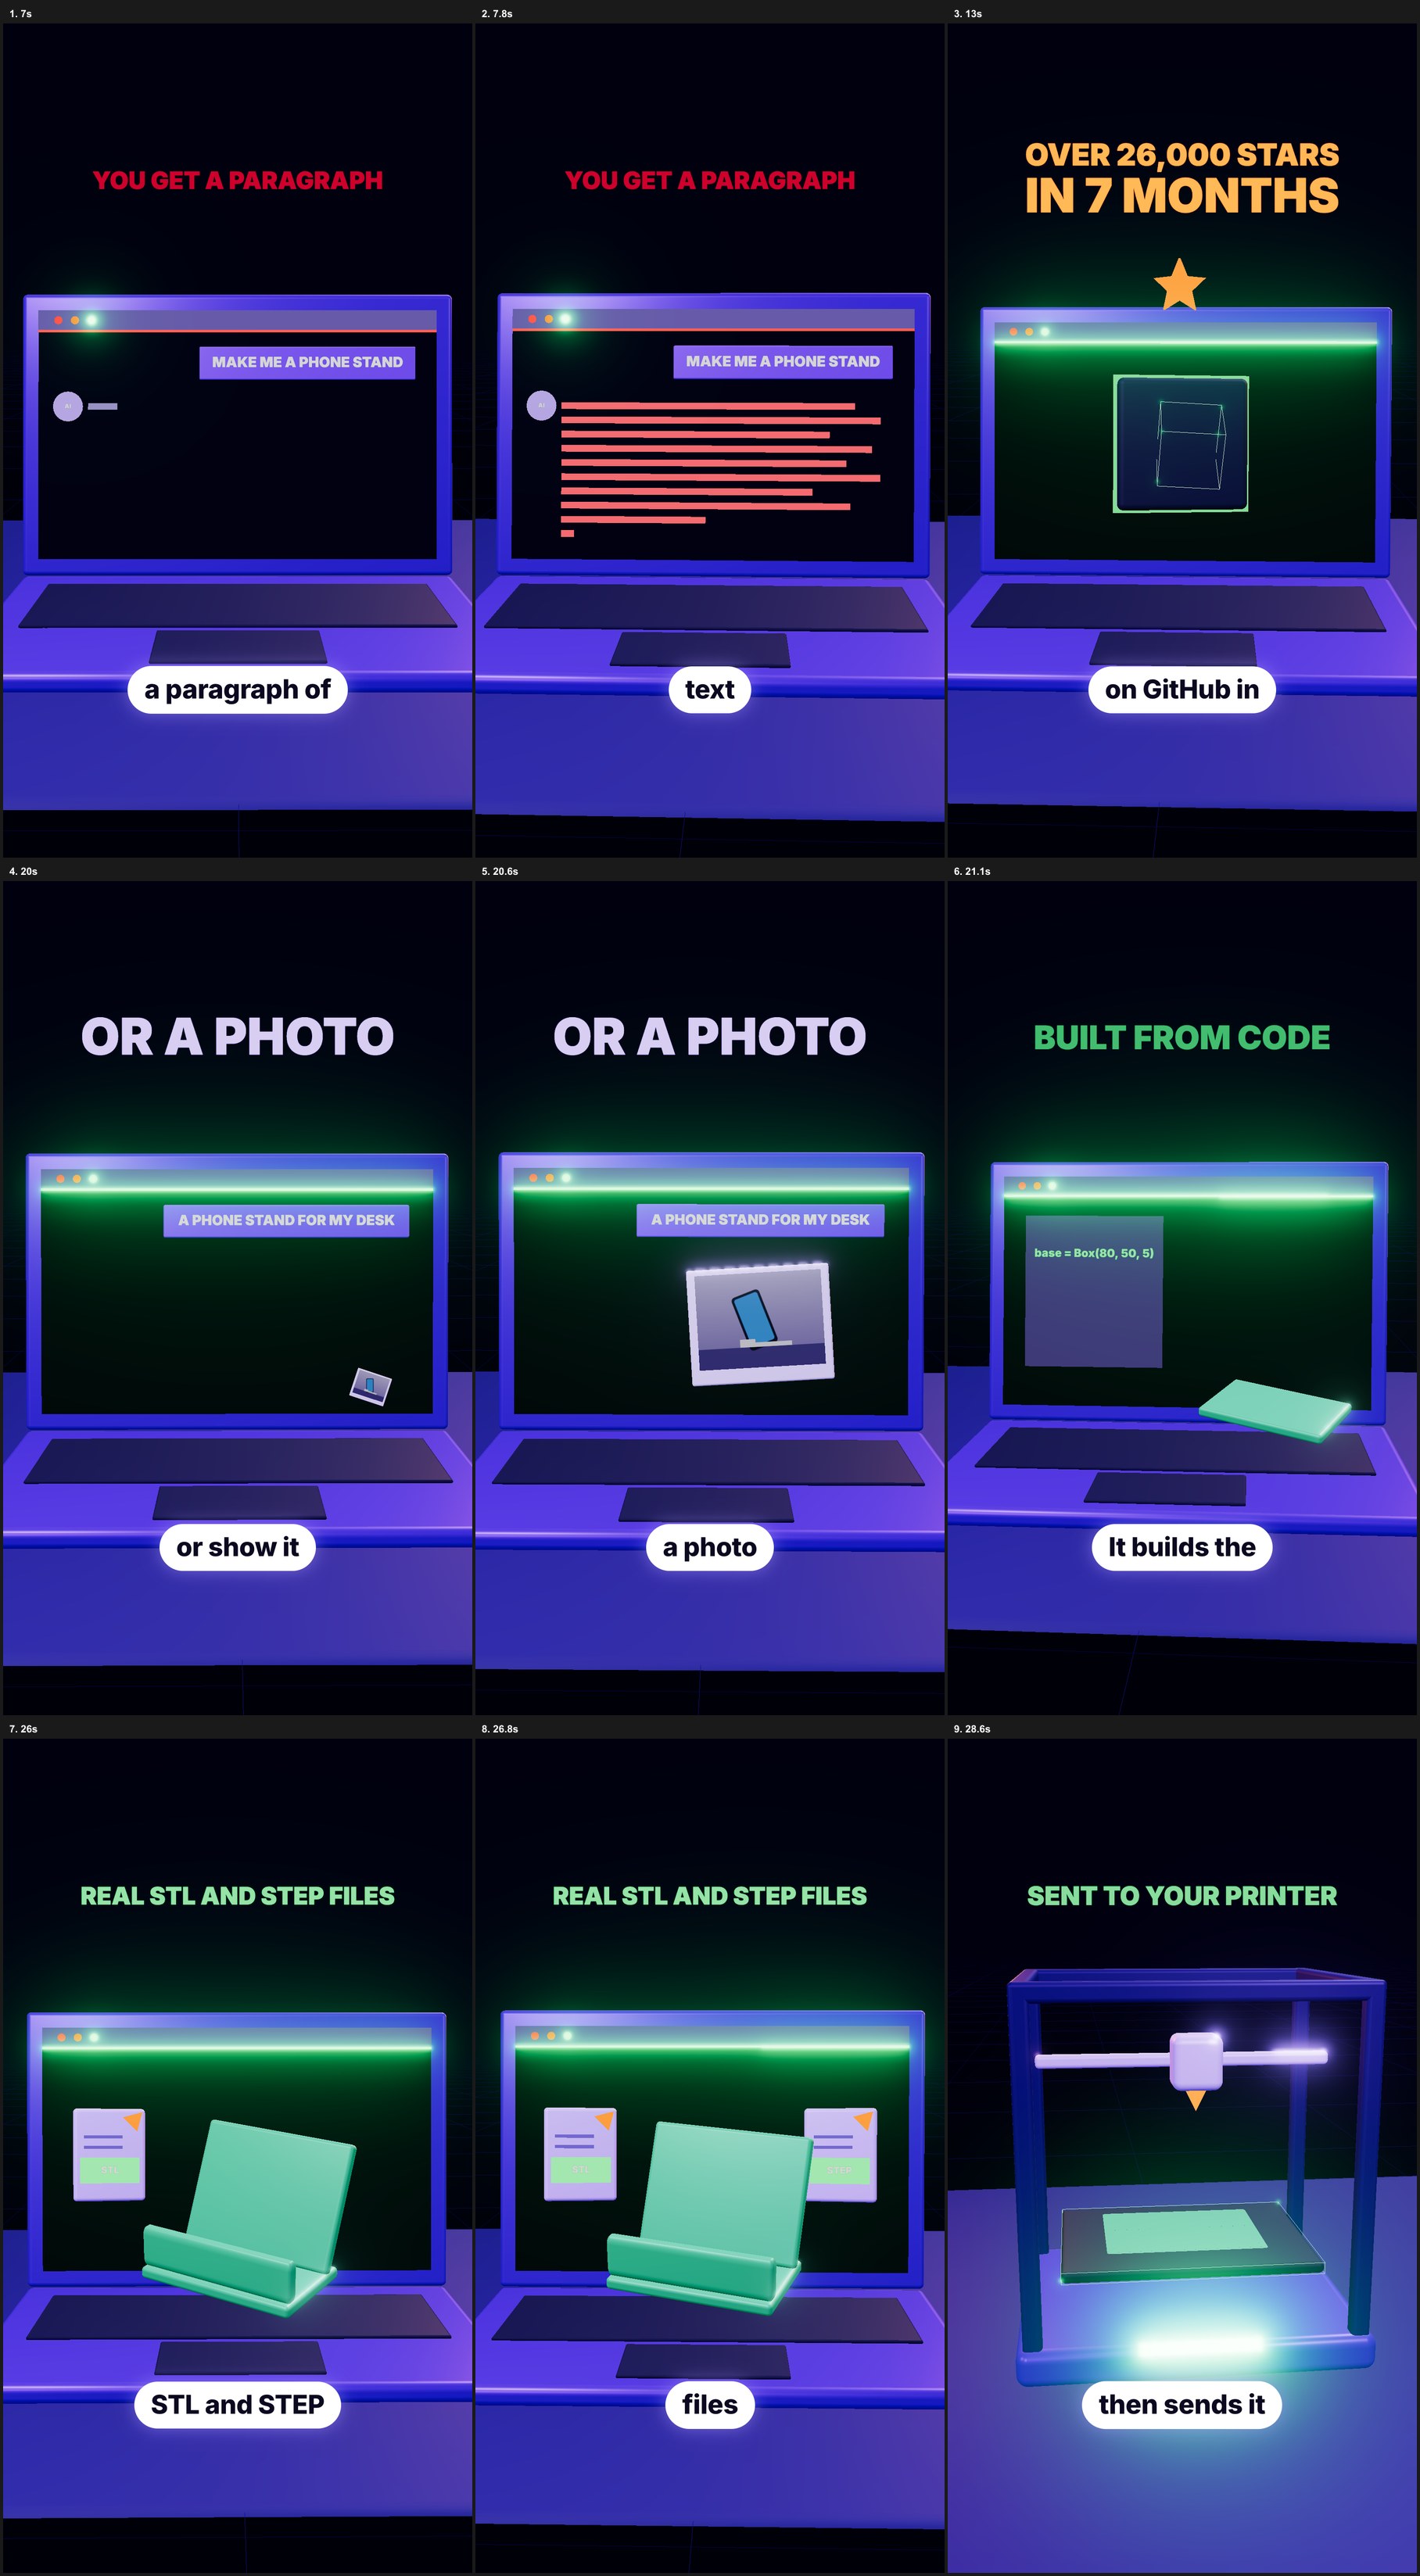 1. 7s
YOU GET A PARAGRAPH
MAKE ME A PHONE STAND
AI
a paragraph of
2. 7.8s
YOU GET A PARAGRAPH
MAKE ME A PHONE STAND
AI
text
3. 13s
OVER 26,000 STARS
IN 7 MONTHS
on GitHub in
4. 20s
OR A PHOTO
A PHONE STAND FOR MY DESK
or show it
5. 20.6s
OR A PHOTO
A PHONE STAND FOR MY DESK
a photo
6. 21.1s
BUILT FROM CODE
base = Box(80, 50, 5)
It builds the
7. 26s
REAL STL AND STEP FILES
STL
STL and STEP
8. 26.8s
REAL STL AND STEP FILES
STL
STEP
files
9. 28.6s
SENT TO YOUR PRINTER
then sends it